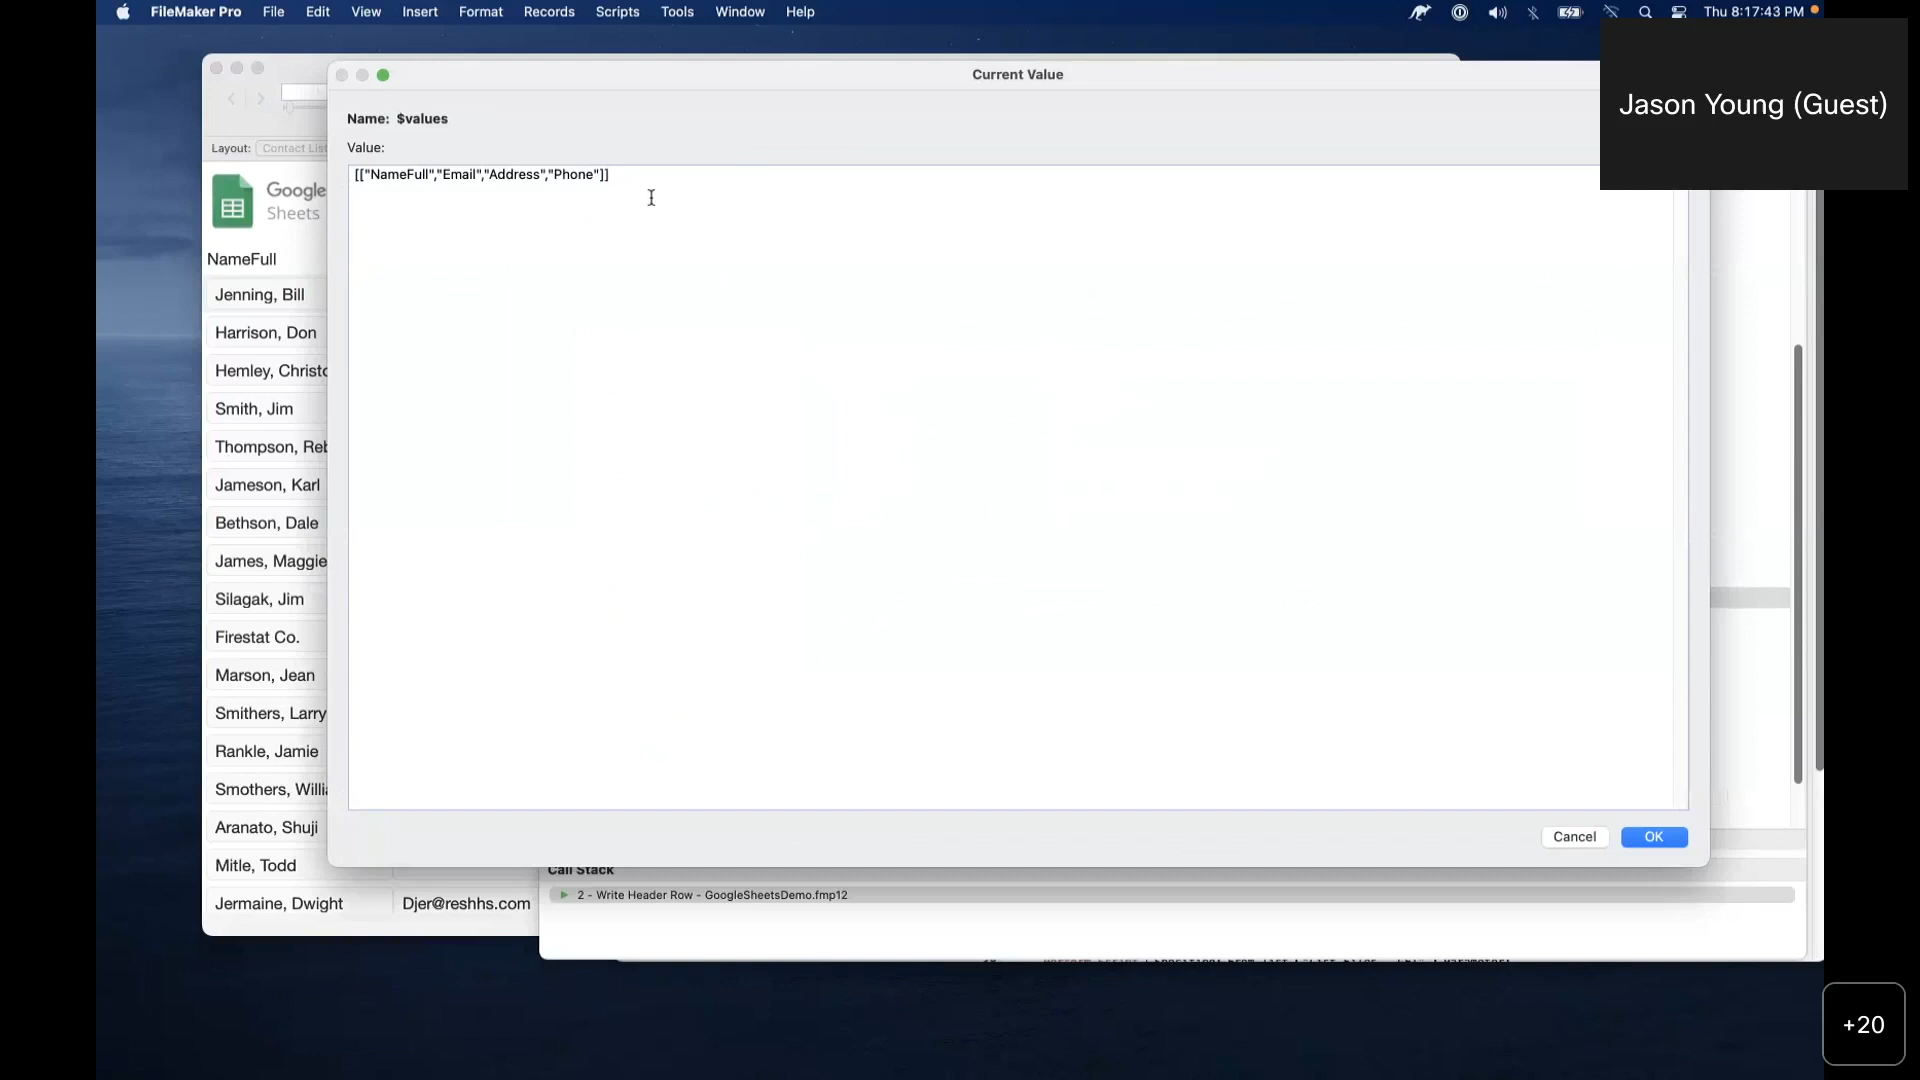 FileMaker Pro File Edit View Insert Format Records Scripts Tools Window Help Thu 8:17:43 PM
Jason Young (Guest)
Current Value
Name: $values
Value:
[["NameFull","Email","Address","Phone"]]
Layout: Contact List
Google
Sheets
NameFull
Jenning, Bill
Harrison, Don
Hemley, Christo
Smith, Jim
Thompson, Reb
Jameson, Karl
Bethson, Dale
James, Maggie
Silagak, Jim
Firestat Co.
Marson, Jean
Smithers, Larry
Rankle, Jamie
Smothers, Willia
Aranato, Shuji
Mitle, Todd
Jermaine, Dwight Djer@reshhs.com
Cancel OK
Call Stack
2 - Write Header Row - GoogleSheetsDemo.fmp12
+20